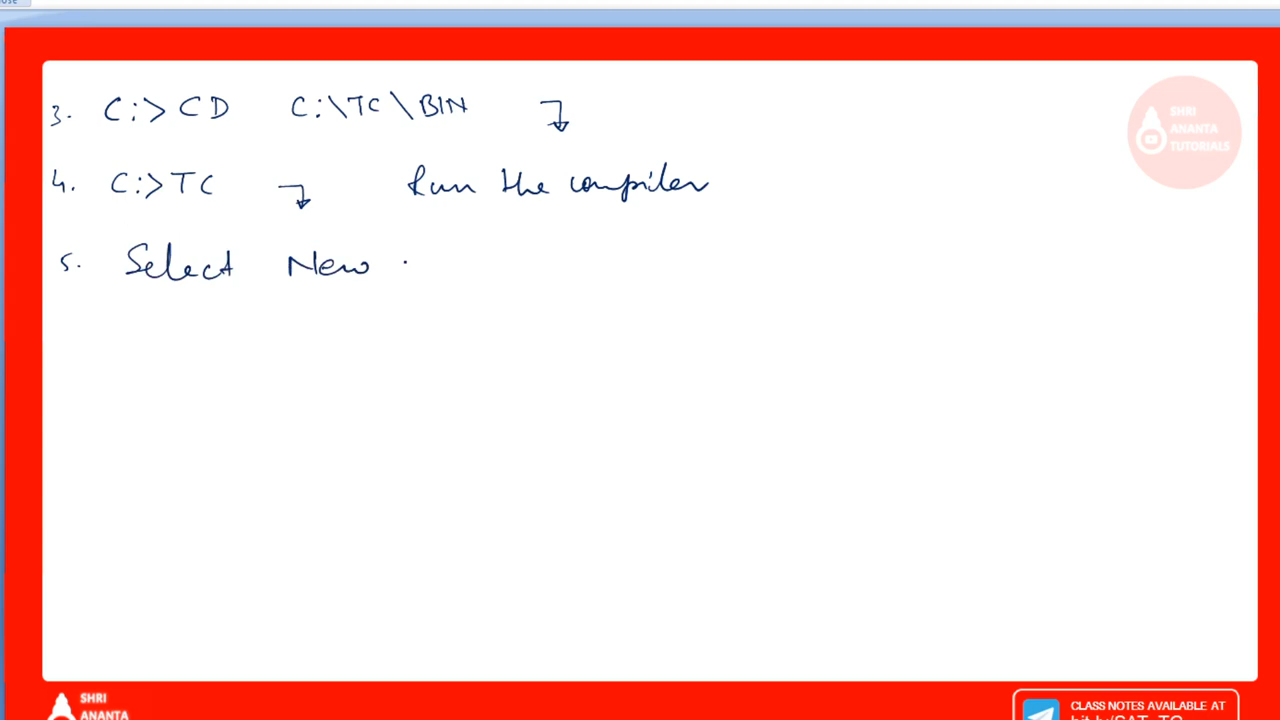 3. C:> CD C:\TC\BIN
4. C:> TC Run the compiler
5. Select New
SHRI
ANANTA
TUTORIALS
SHRI
ANANTA
CLASS NOTES AVAILABLE AT